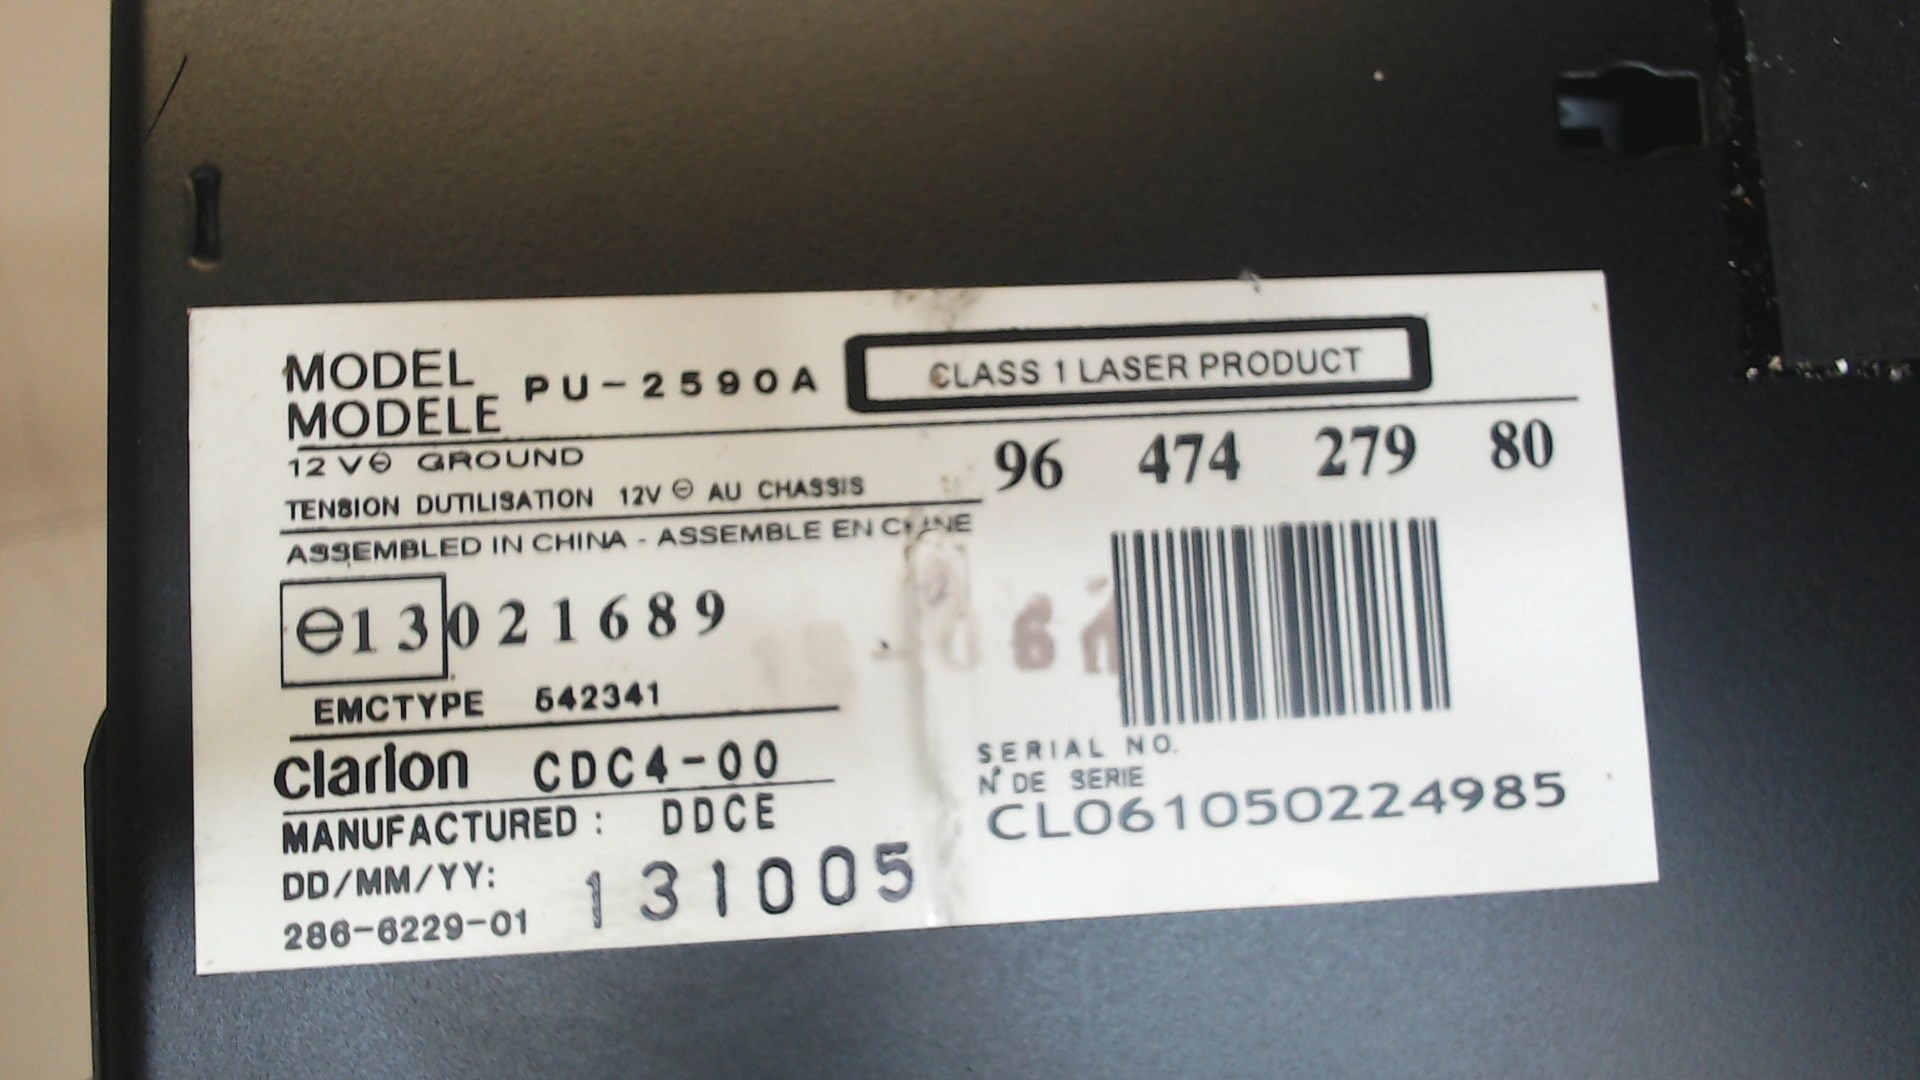 MODEL
MODELE PU-2590A CLASS 1 LASER PRODUCT
12 V⊖ GROUND
TENSION DUTILISATION 12V ⊖ AU CHASSIS
96 474 279 80
ASSEMBLED IN CHINA - ASSEMBLE EN CHINE
e13 021689
EMCTYPE 542341
Clarion CDC4-00
MANUFACTURED: DDCE
DD/MM/YY: 131005
286-6229-01
SERIAL NO.
N° DE SERIE
CL061050224985